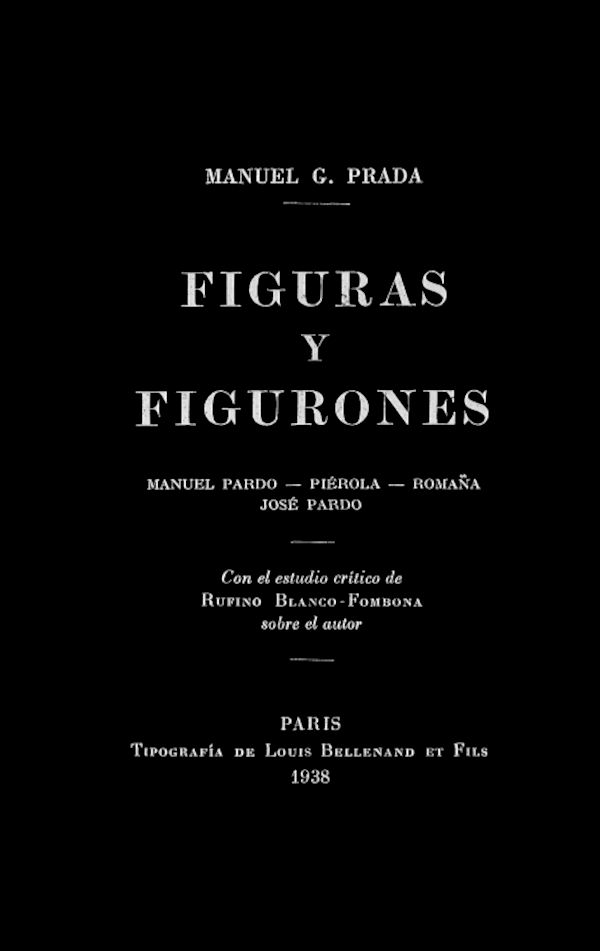 MANUEL G. PRADA
FIGURAS
Y
FIGURONES
MANUEL PARDO — PIÉROLA — ROMAÑA
JOSÉ PARDO
Con el estudio crítico de
RUFINO BLANCO-FOMBONA
sobre el autor
PARIS
TIPOGRAFÍA DE LOUIS BELLENAND ET FILS
1938